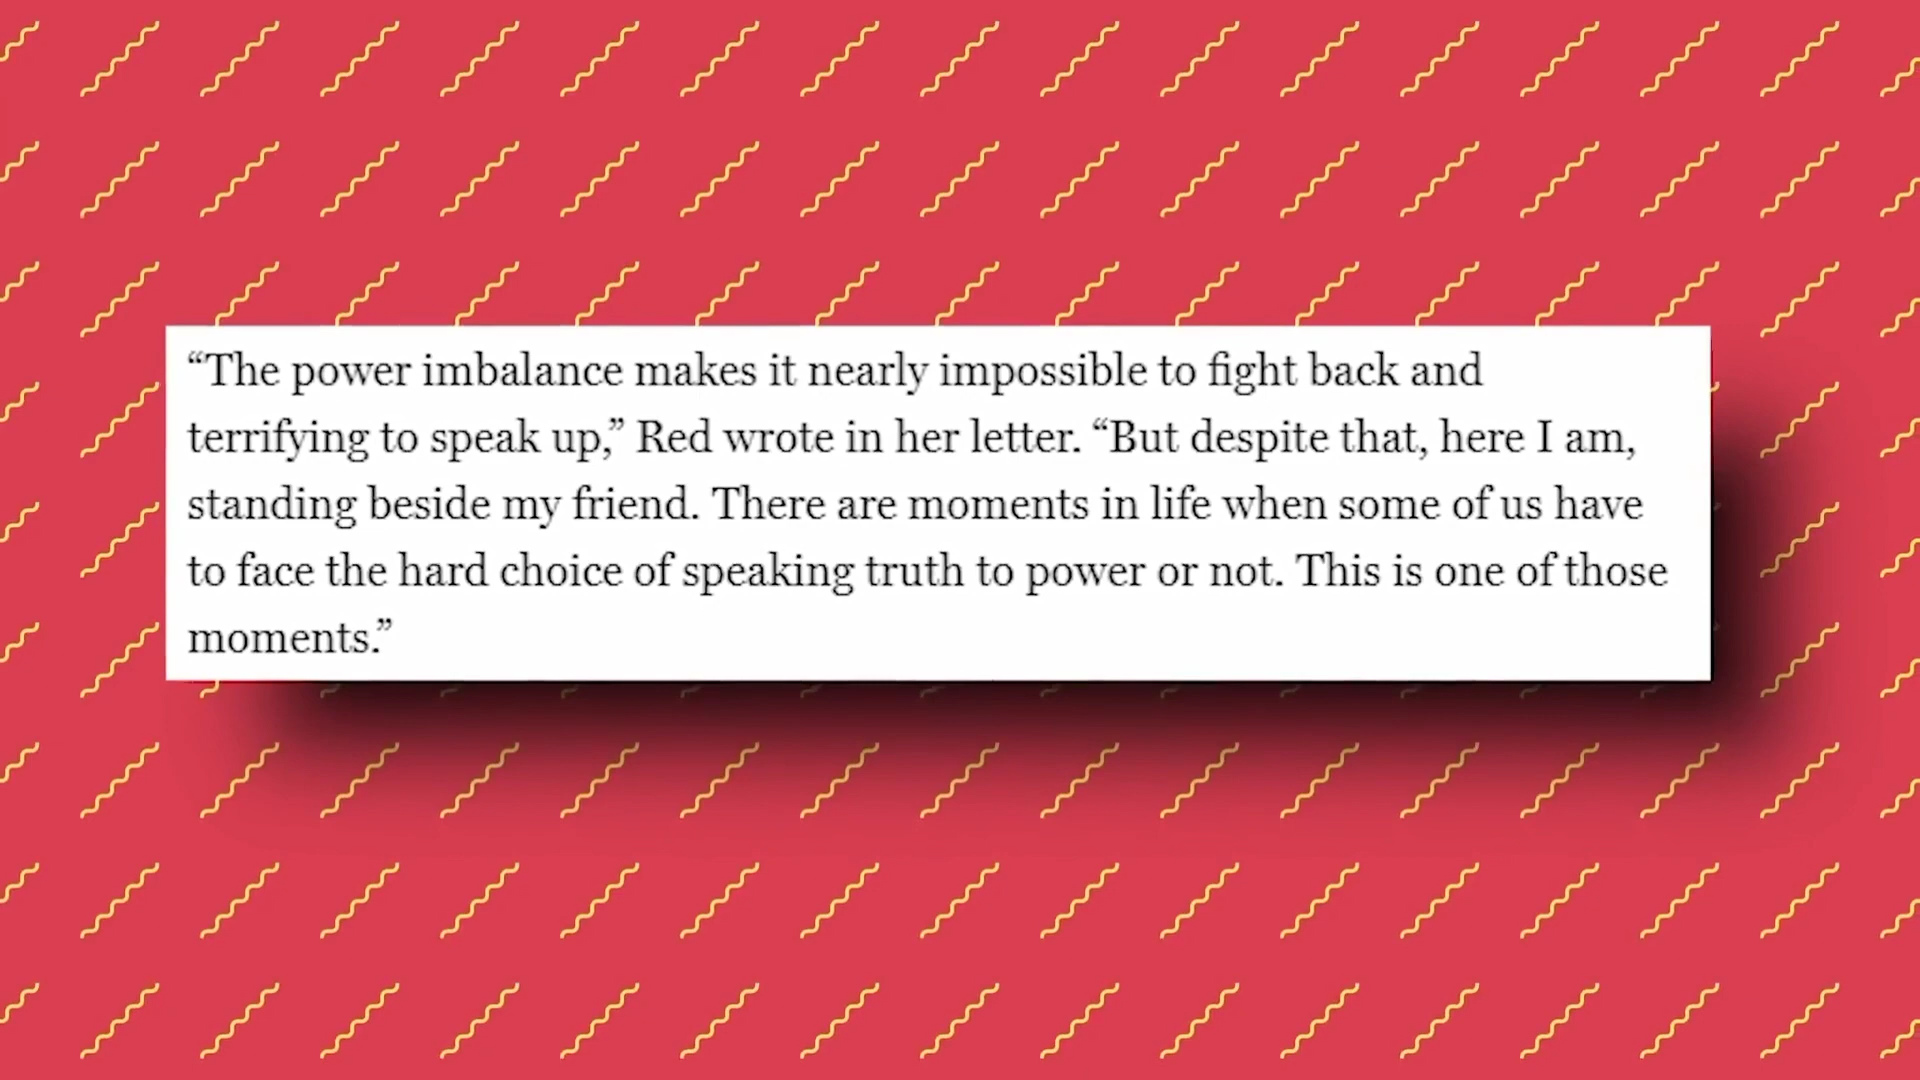 “The power imbalance makes it nearly impossible to fight back and
terrifying to speak up,” Red wrote in her letter. “But despite that, here I am,
standing beside my friend. There are moments in life when some of us have
to face the hard choice of speaking truth to power or not. This is one of those
moments.”